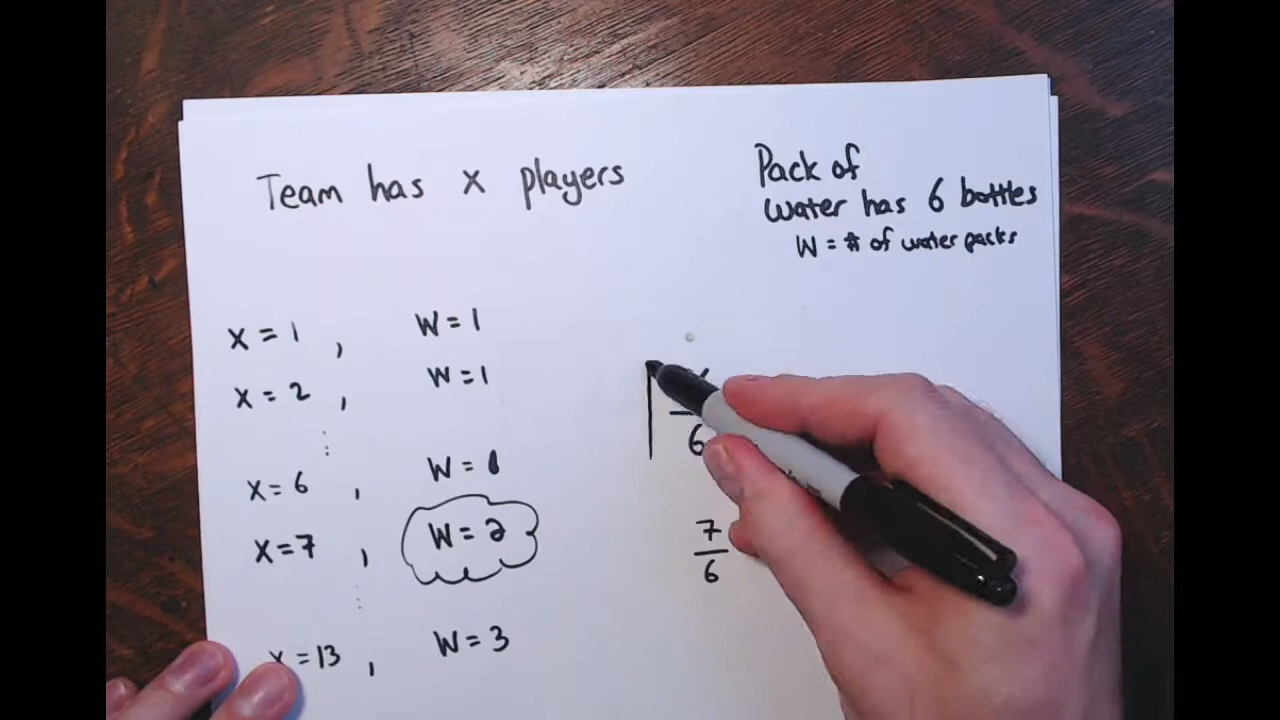 Team has x players
Pack of
water has 6 bottles
W = # of water packs
x = 1 , W = 1
x = 2 , W = 1
x = 6 , W = 1
x = 7 , W = 2
x = 13 , W = 3
6
7
6